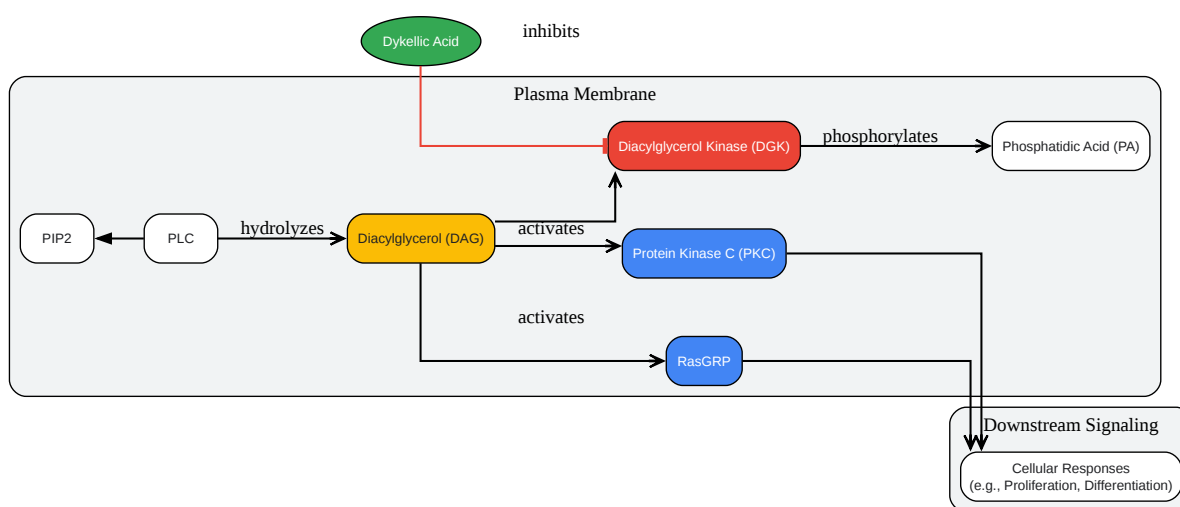 Dykellic Acid
inhibits
Plasma Membrane
Diacylglycerol Kinase (DGK)
phosphorylates
Phosphatidic Acid (PA)
PIP2
PLC
hydrolyzes
Diacylglycerol (DAG)
activates
Protein Kinase C (PKC)
activates
RasGRP
Downstream Signaling
Cellular Responses
(e.g., Proliferation, Differentiation)